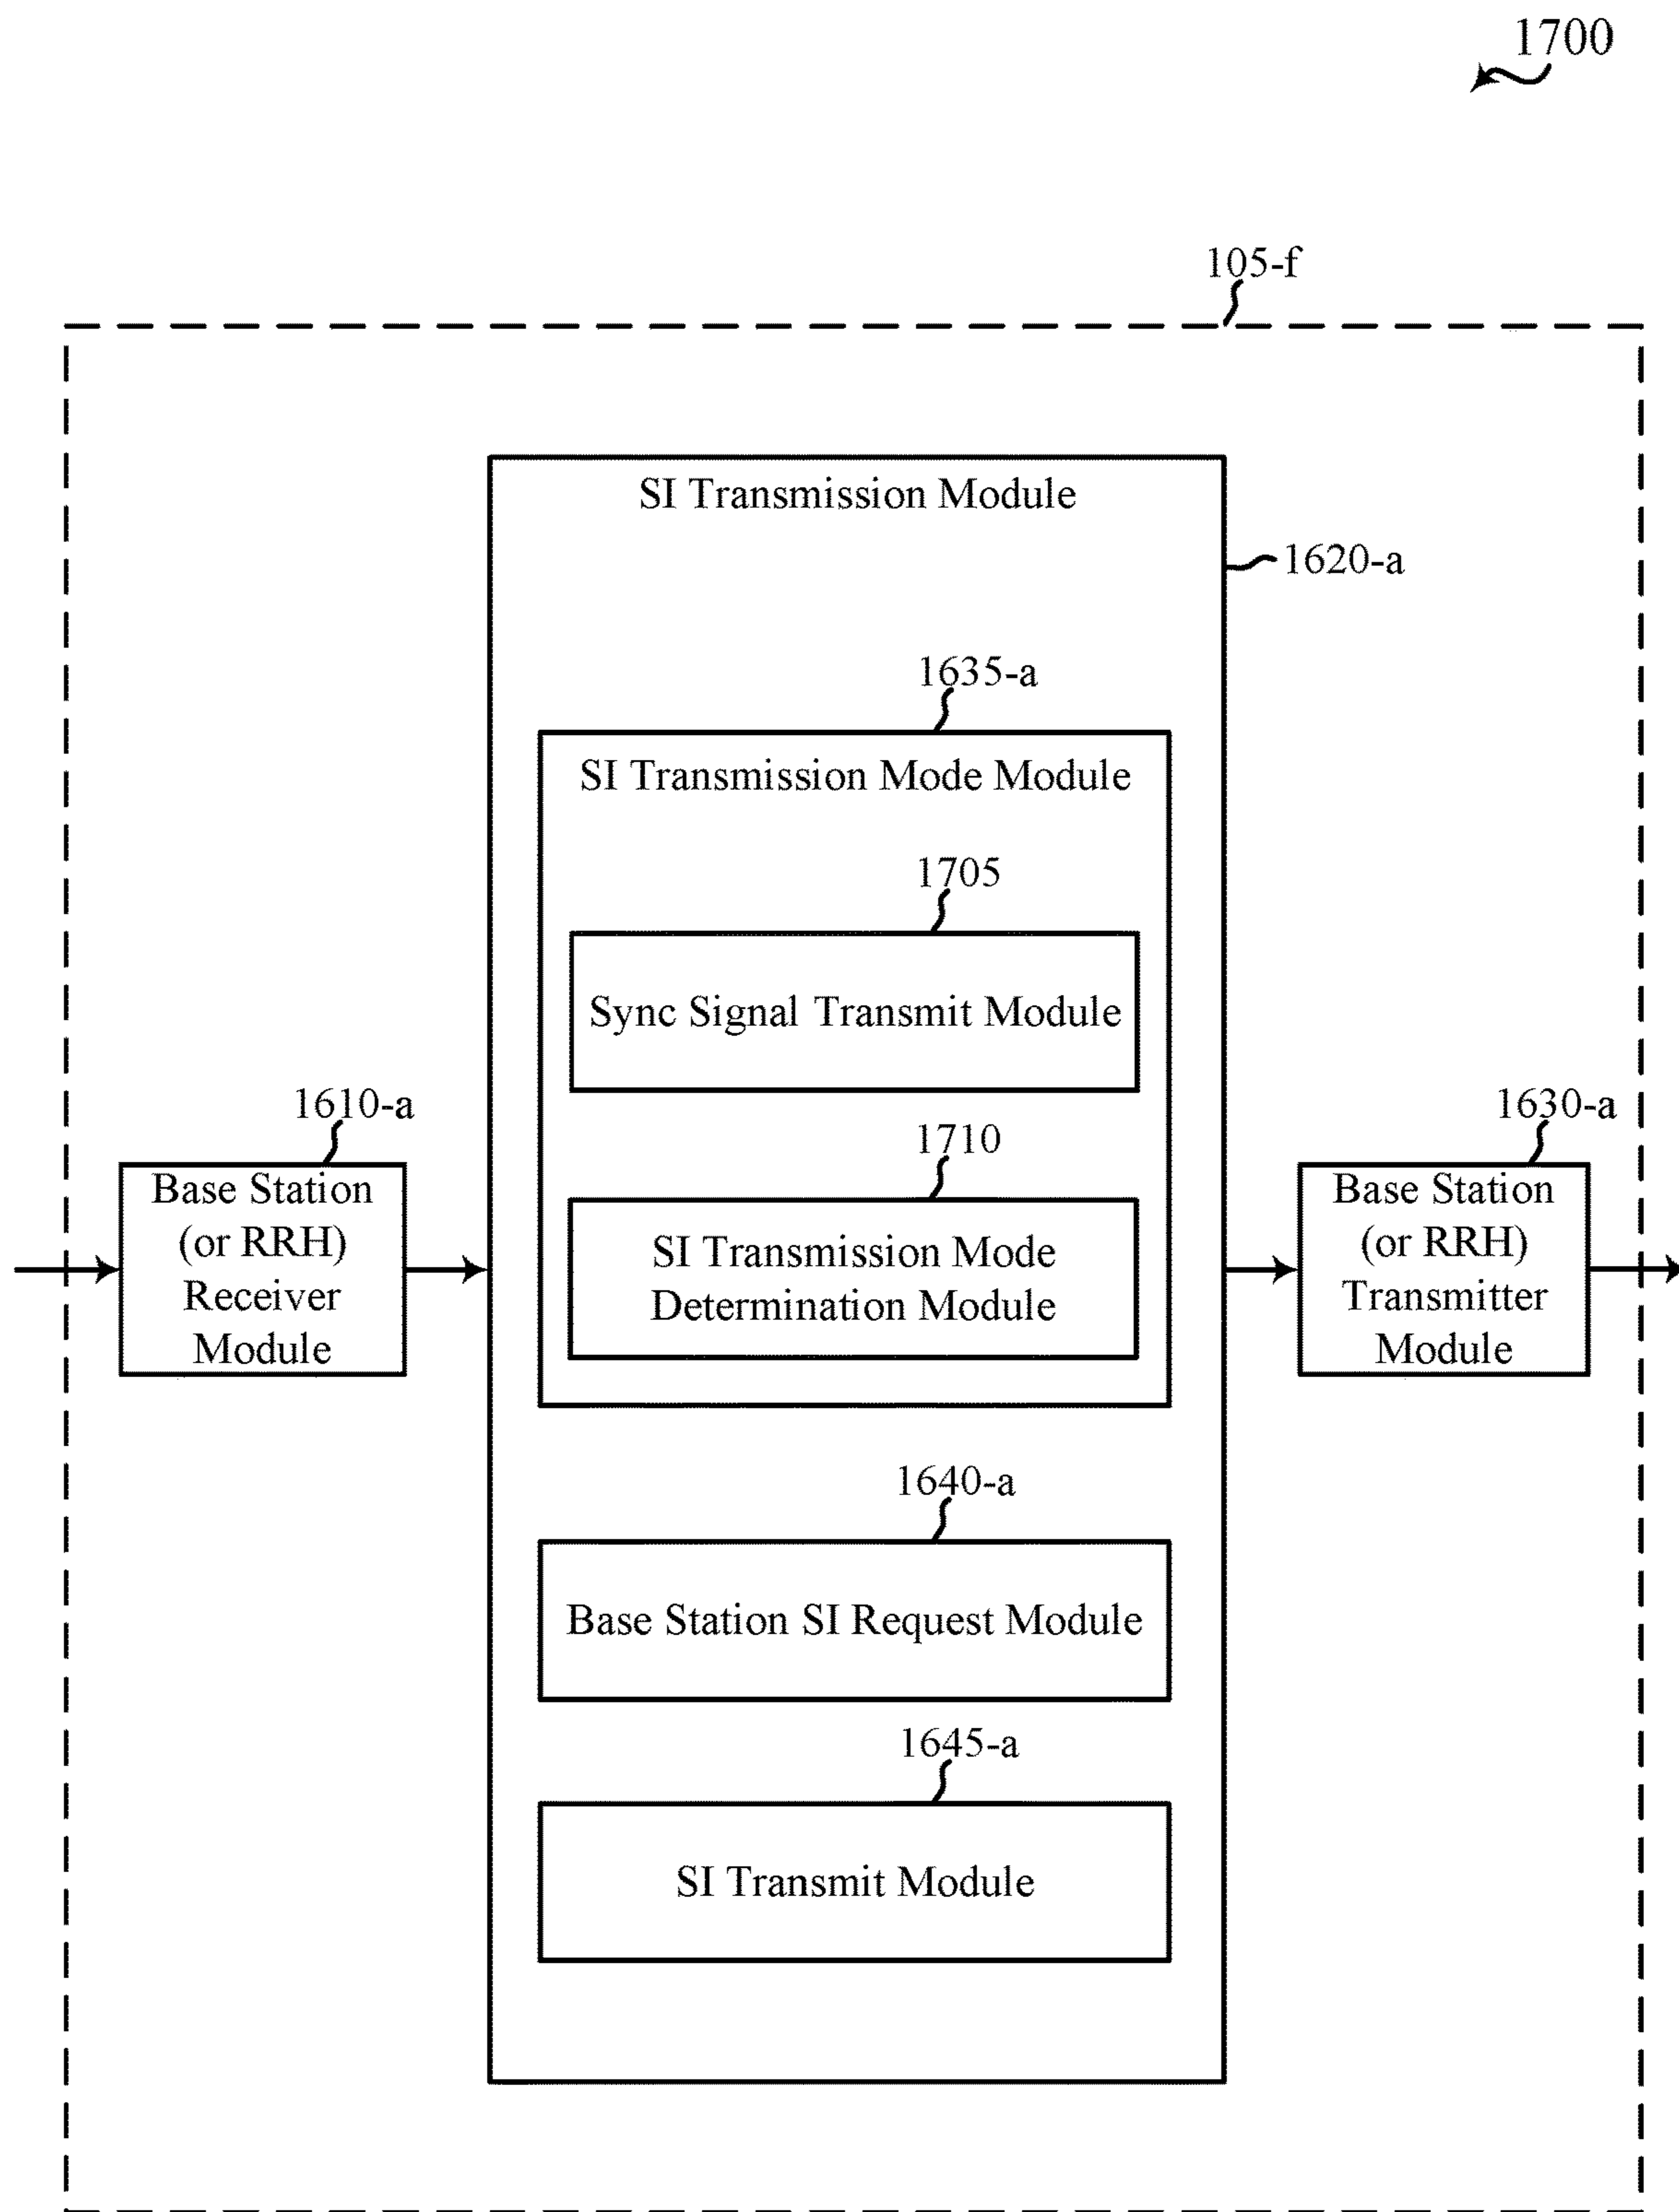 1700
105-f
SI Transmission Module
1620-a
1635-a
SI Transmission Mode Module
1705
Sync Signal Transmit Module
1610-a
Base Station
(or RRH)
Receiver
Module
1710
SI Transmission Mode
Determination Module
1630-a
Base Station
(or RRH)
Transmitter
Module
1640-a
Base Station SI Request Module
1645-a
SI Transmit Module